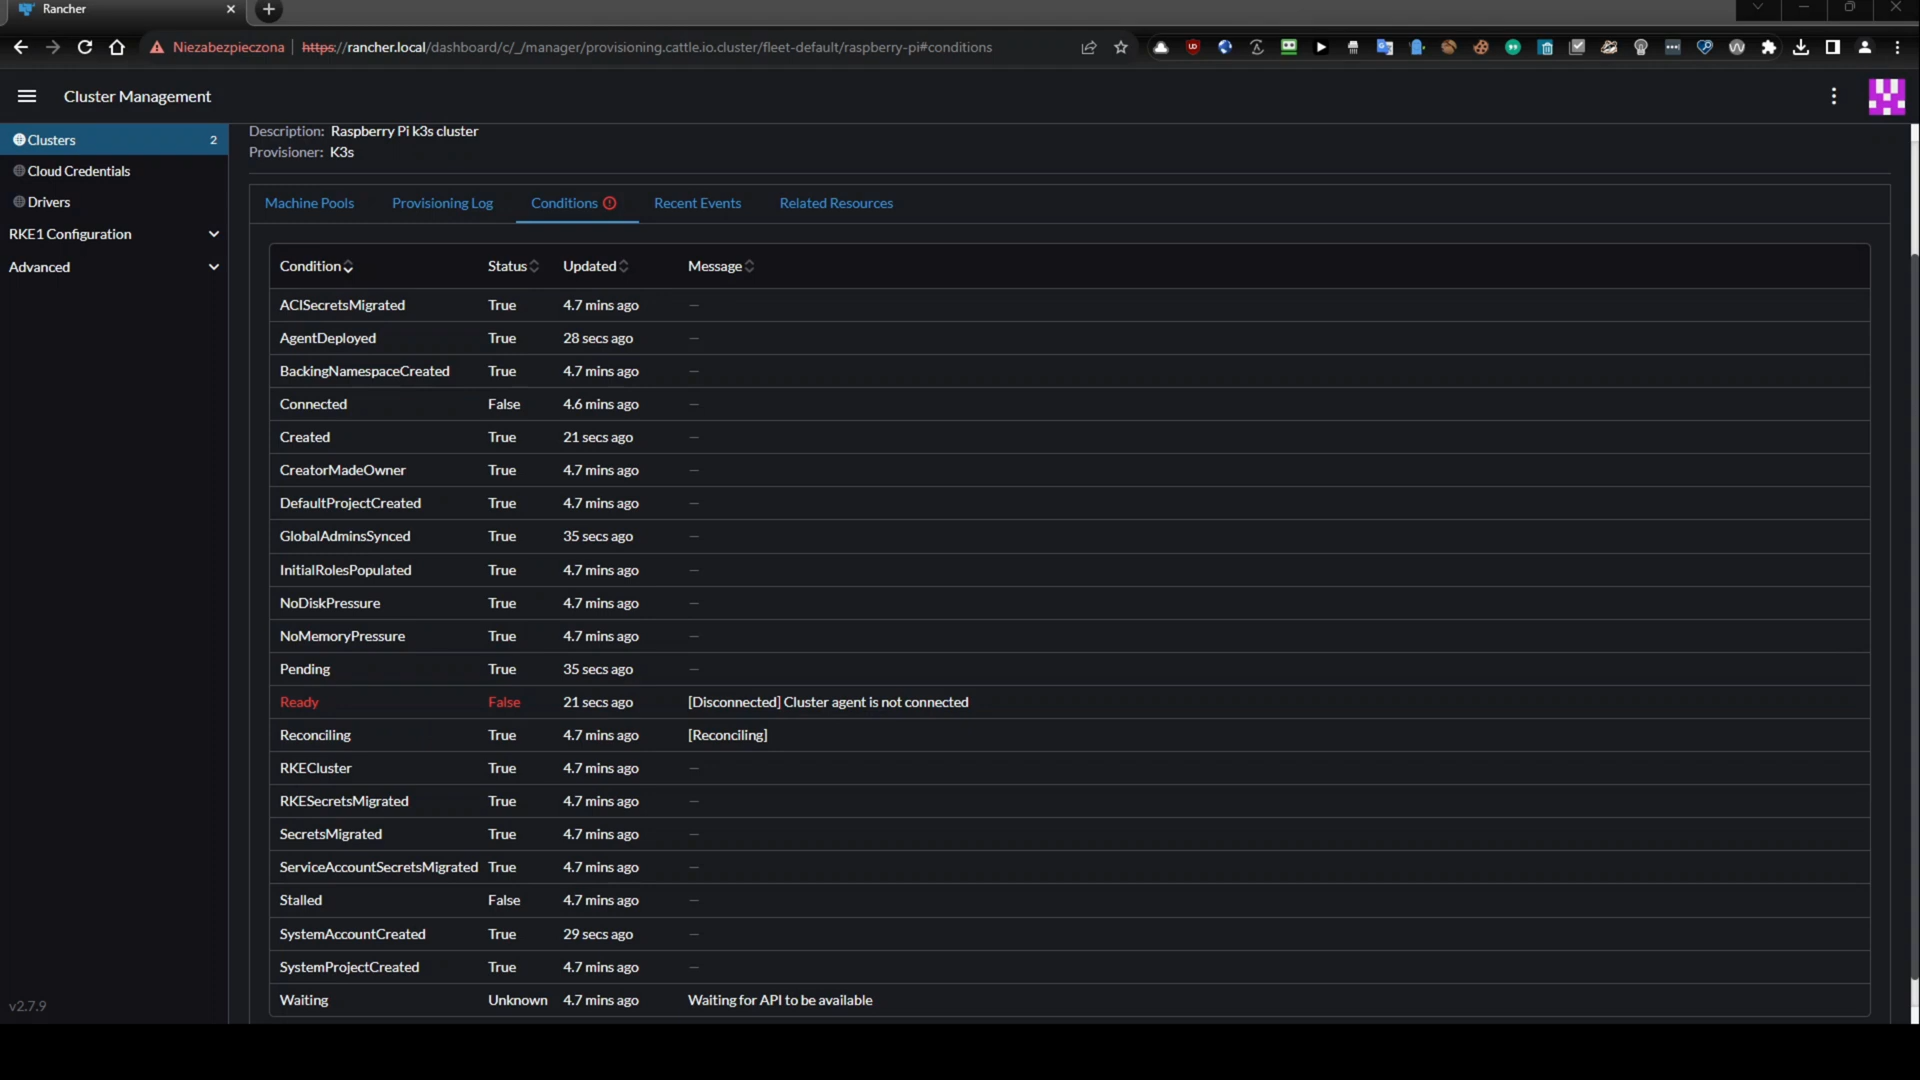 Rancher
Niezabezpieczona https://rancher.local/dashboard/c/_/manager/provisioning.cattle.io.cluster/fleet-default/raspberry-pi#conditions
Cluster Management
Clusters 2
Cloud Credentials
Drivers
RKE1 Configuration
Advanced
v2.7.9
Description: Raspberry Pi k3s cluster
Provisioner: K3s
Machine Pools Provisioning Log Conditions Recent Events Related Resources
Condition Status Updated Message
ACISecretsMigrated True 4.7 mins ago —
AgentDeployed True 28 secs ago —
BackingNamespaceCreated True 4.7 mins ago —
Connected False 4.6 mins ago —
Created True 21 secs ago —
CreatorMadeOwner True 4.7 mins ago —
DefaultProjectCreated True 4.7 mins ago —
GlobalAdminsSynced True 35 secs ago —
InitialRolesPopulated True 4.7 mins ago —
NoDiskPressure True 4.7 mins ago —
NoMemoryPressure True 4.7 mins ago —
Pending True 35 secs ago —
Ready False 21 secs ago [Disconnected] Cluster agent is not connected
Reconciling True 4.7 mins ago [Reconciling]
RKECluster True 4.7 mins ago —
RKESecretsMigrated True 4.7 mins ago —
SecretsMigrated True 4.7 mins ago —
ServiceAccountSecretsMigrated True 4.7 mins ago —
Stalled False 4.7 mins ago —
SystemAccountCreated True 29 secs ago —
SystemProjectCreated True 4.7 mins ago —
Waiting Unknown 4.7 mins ago Waiting for API to be available